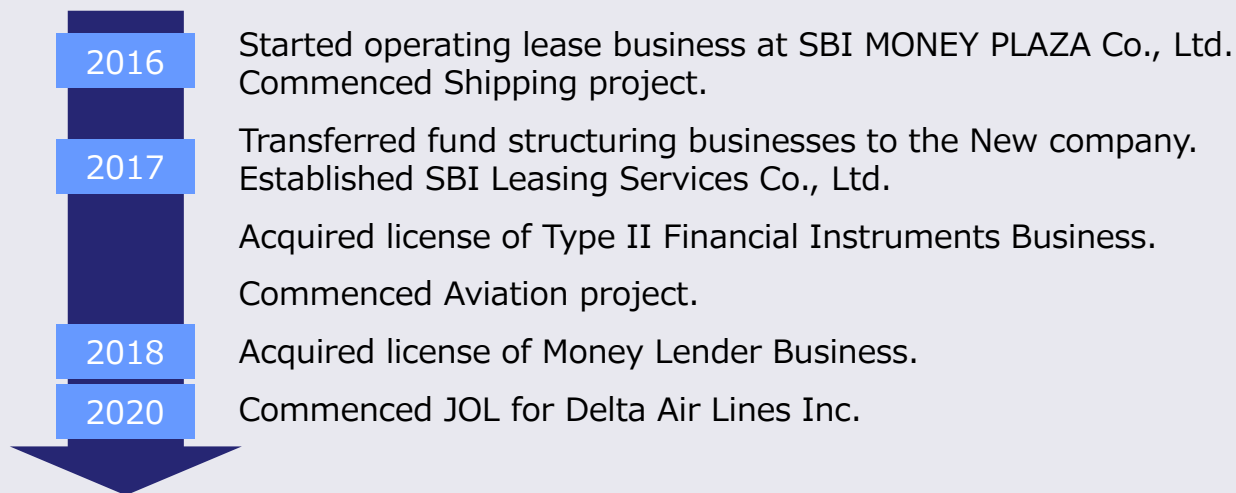 2016
Started operating lease business at SBI MONEY PLAZA Co., Ltd.
Commenced Shipping project.
2017
Transferred fund structuring businesses to the New company.
Established SBI Leasing Services Co., Ltd.
Acquired license of Type II Financial Instruments Business.
Commenced Aviation project.
2018
Acquired license of Money Lender Business.
2020
Commenced JOL for Delta Air Lines Inc.